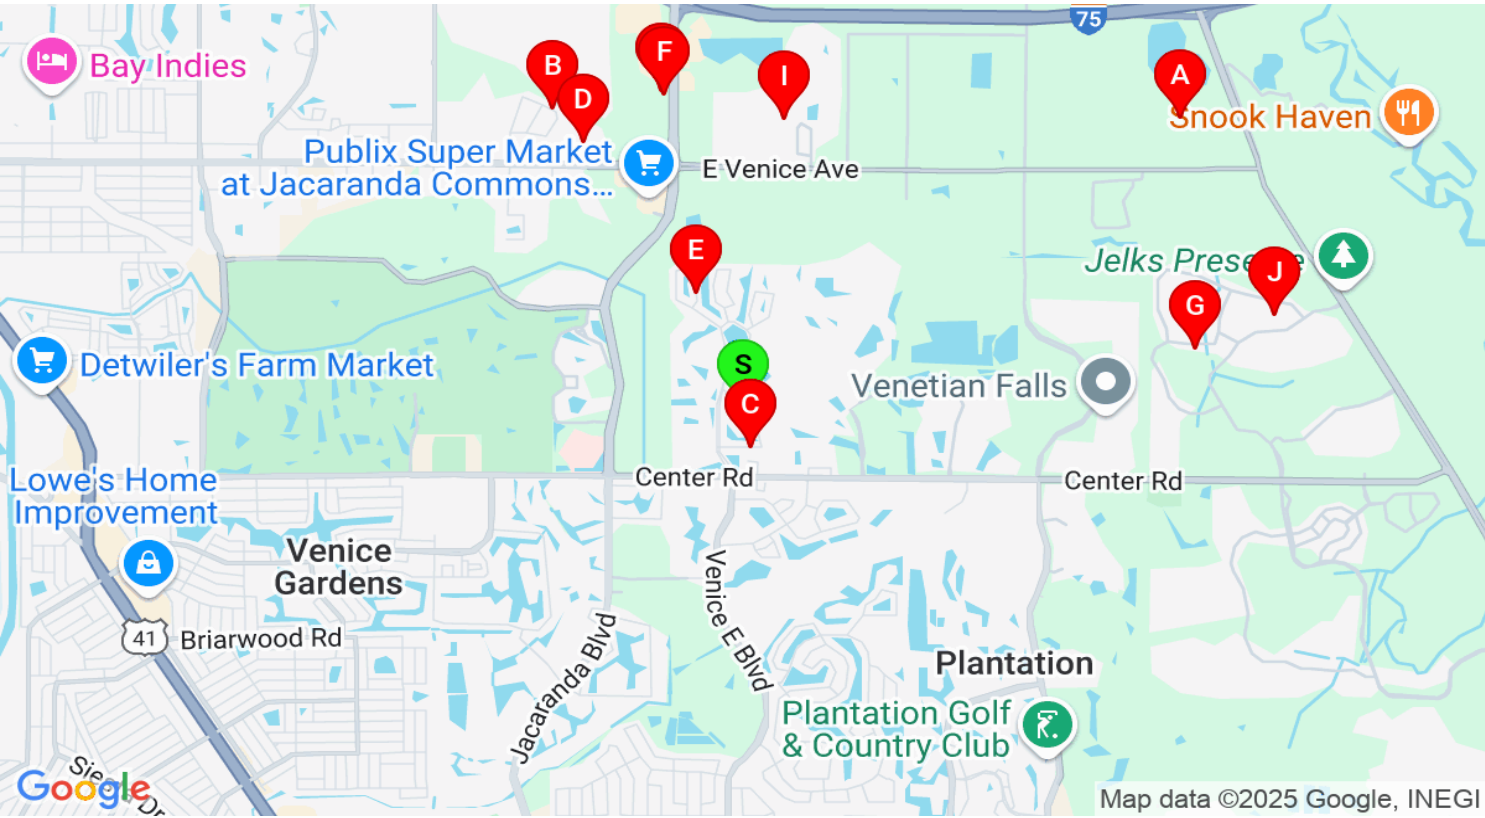 75
Bay Indies
B
F
I
A
D
Snook Haven
Publix Super Market
at Jacaranda Commons...
E Venice Ave
E
Jelks Preserve
J
G
S
Detwiler's Farm Market
Venetian Falls
C
Center Rd
Center Rd
Lowe's Home
Improvement
Venice
Gardens
Venice E Blvd
41
Briarwood Rd
Jacaranda Blvd
Plantation
Plantation Golf
& Country Club
Google
Map data ©2025 Google, INEGI